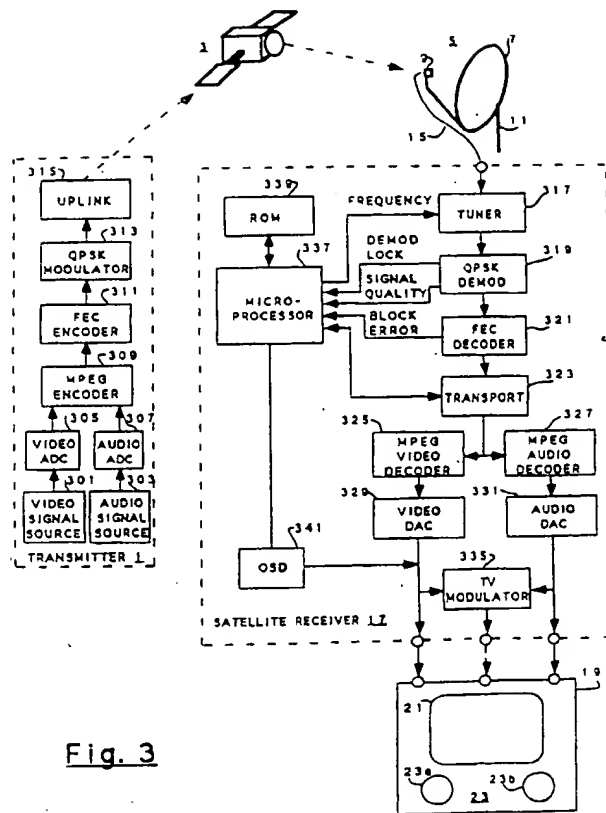 3
5
7
9
15
11
315
UPLINK
313
QPSK
MODULATOR
311
FEC
ENCODER
309
MPEG
ENCODER
305
307
VIDEO
ADC
AUDIO
ADC
301
303
VIDEO
SIGNAL
SOURCE
AUDIO
SIGNAL
SOURCE
TRANSMITTER 1
339
ROM
337
MICRO-
PROCESSOR
FREQUENCY
DEMOD
LOCK
SIGNAL
QUALITY
BLOCK
ERROR
317
TUNER
319
QPSK
DEMOD
321
FEC
DECODER
323
TRANSPORT
325
327
MPEG
VIDEO
DECODER
MPEG
AUDIO
DECODER
329
331
VIDEO
DAC
AUDIO
DAC
341
OSD
335
TV
MODULATOR
SATELLITE RECEIVER 17
19
21
23a
23
23b
Fig. 3